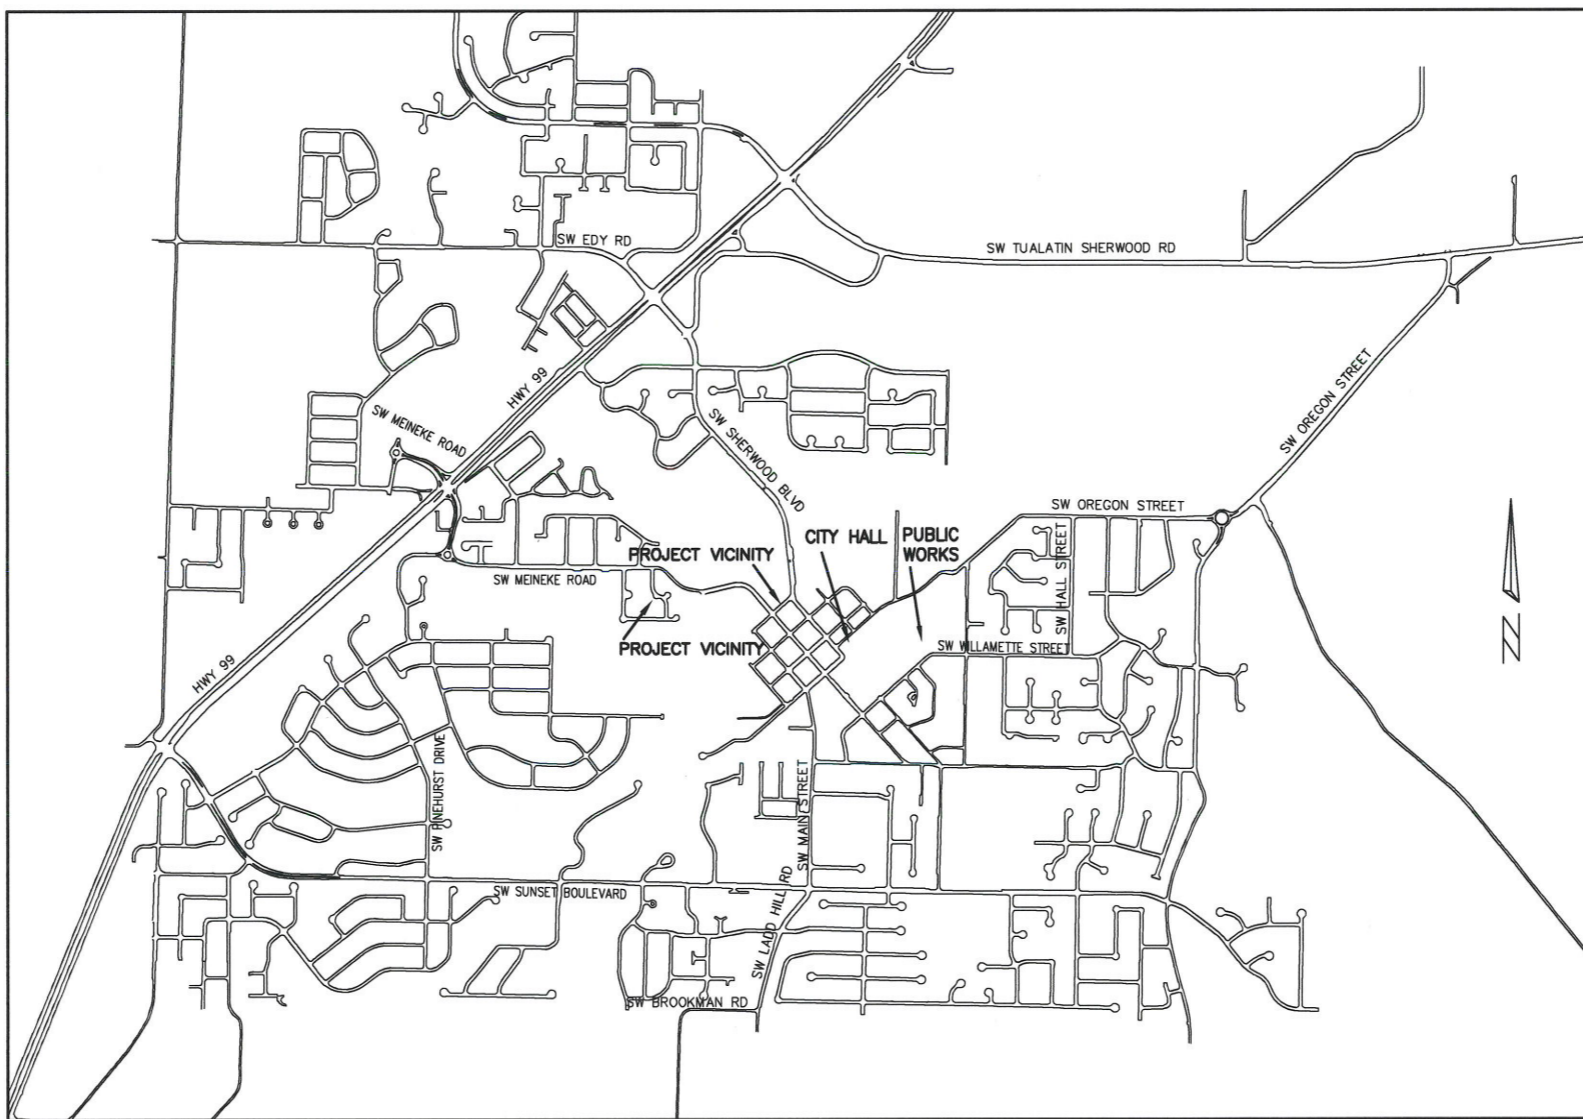 SW EDY RD
SW TUALATIN SHERWOOD RD
HWY 99
SW OREGON STREET
SW MEINEKE ROAD
SW SHERWOOD BLVD
SW OREGON STREET
CITY HALL
PUBLIC
WORKS
PROJECT VICINITY
SW MEINEKE ROAD
SW HALL STREET
PROJECT VICINITY
SW WILLAMETTE STREET
HWY 99
N
SW PINEHURST DRIVE
SW MAIN STREET
SW SUNSET BOULEVARD
SW LADD HILL RD
SW BROOKMAN RD